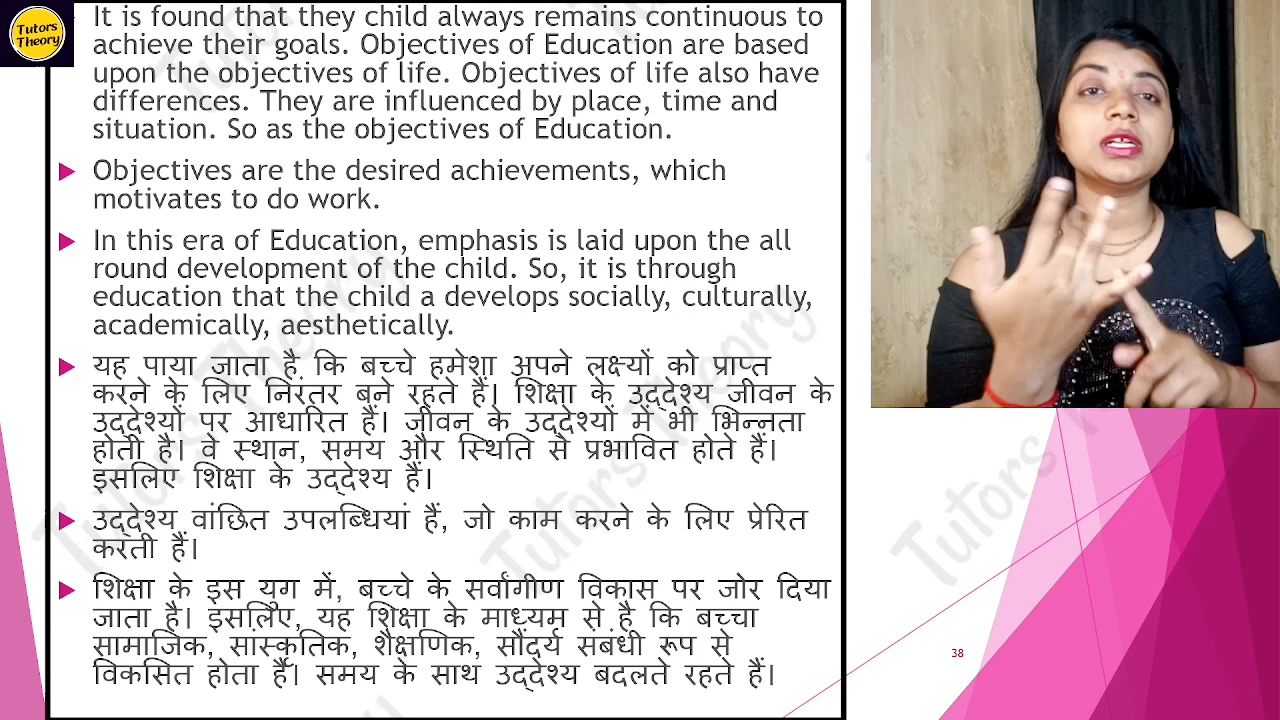 Tutors
Theory
It is found that they child always remains continuous to
achieve their goals. Objectives of Education are based
upon the objectives of life. Objectives of life also have
differences. They are influenced by place, time and
situation. So as the objectives of Education.
Objectives are the desired achievements, which
motivates to do work.
In this era of Education, emphasis is laid upon the all
round development of the child. So, it is through
education that the child a develops socially, culturally,
academically, aesthetically.
यह पाया जाता है कि बच्चे हमेशा अपने लक्ष्यों को प्राप्त
करने के लिए निरंतर बने रहते हैं। शिक्षा के उद्देश्य जीवन के
उद्देश्यों पर आधारित हैं। जीवन के उद्देश्यों में भी भिन्नता
होती है। वे स्थान, समय और स्थिति से प्रभावित होते हैं।
इसलिए शिक्षा के उद्देश्य हैं।
उद्देश्य वांछित उपलब्धियां हैं, जो काम करने के लिए प्रेरित
करती हैं।
शिक्षा के इस युग में, बच्चे के सर्वांगीण विकास पर जोर दिया
जाता है। इसलिए, यह शिक्षा के माध्यम से है कि बच्चा
सामाजिक, सांस्कृतिक, शैक्षणिक, सौंदर्य संबंधी रूप से
विकसित होता है। समय के साथ उद्देश्य बदलते रहते हैं।
38
Tutors Theory
Tutors Theory
Tutors